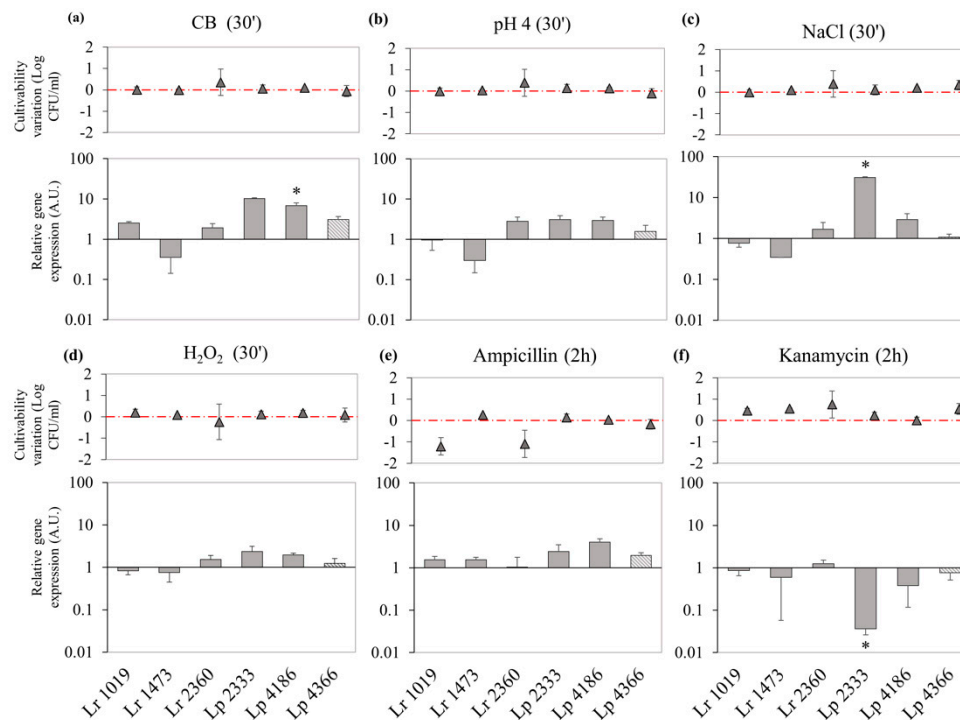 (a) CB (30')
(b) pH 4 (30')
(c) NaCl (30')
Cultivability
variation (Log
CFU/ml)
2
1
0
-1
-2
2
1
0
-1
-2
2
1
0
-1
-2
Relative gene
expression (A.U.)
100
10
1
0.1
0.01
*
100
10
1
0.1
0.01
100
10
1
0.1
0.01
*
(d) H₂O₂ (30')
(e) Ampicillin (2h)
(f) Kanamycin (2h)
Cultivability
variation (Log
CFU/ml)
2
1
0
-1
-2
2
1
0
-1
-2
2
1
0
-1
-2
Relative gene
expression (A.U.)
100
10
1
0.1
0.01
100
10
1
0.1
0.01
100
10
1
0.1
0.01
*
Lr 1019
Lr 1473
Lr 2360
Lp 2333
Lp 4186
Lp 4366
Lr 1019
Lr 1473
Lr 2360
Lp 2333
Lp 4186
Lp 4366
Lr 1019
Lr 1473
Lr 2360
Lp 2333
Lp 4186
Lp 4366